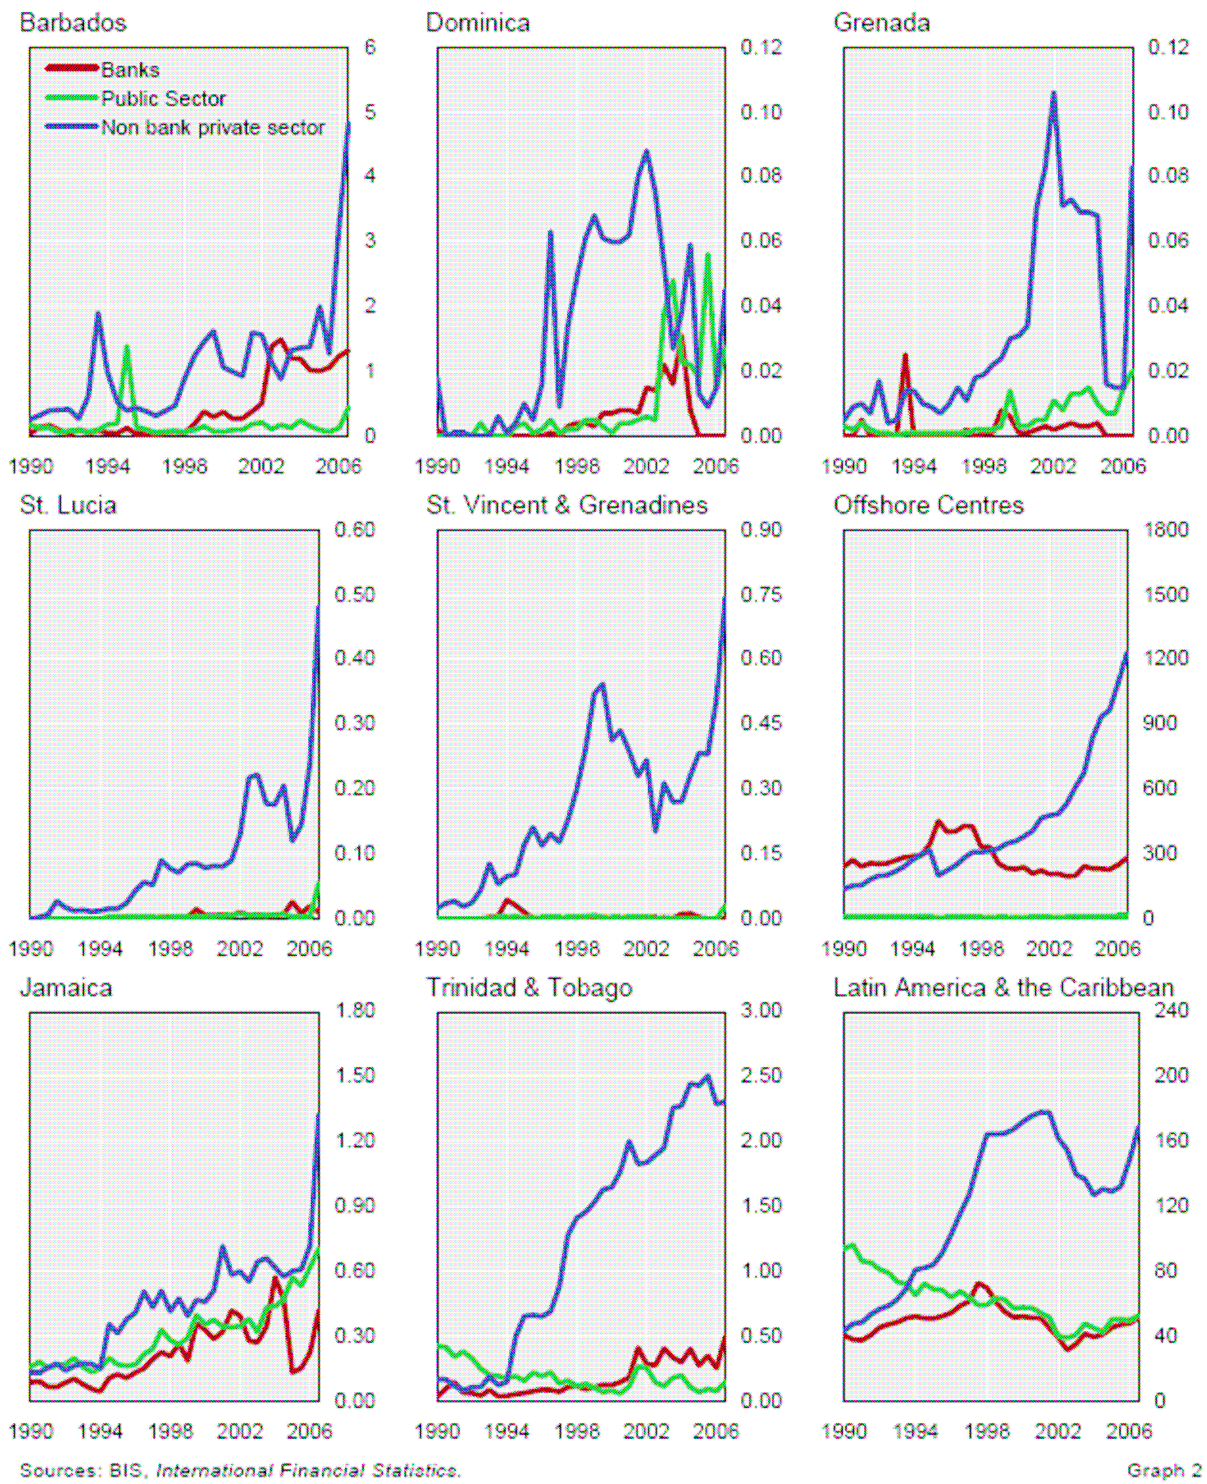 Barbados Dominica Grenada
6 0.12 0.12
Banks
Public Sector
Non bank private sector
5 0.10 0.10
4 0.08 0.08
3 0.06 0.06
2 0.04 0.04
1 0.02 0.02
0 0.00 0.00
1990 1994 1998 2002 2006 1990 1994 1998 2002 2006 1990 1994 1998 2002 2006
St. Lucia St. Vincent & Grenadines Offshore Centres
0.60 0.90 1800
0.50 0.75 1500
0.40 0.60 1200
0.30 0.45 900
0.20 0.30 600
0.10 0.15 300
0.00 0.00 0
1990 1994 1998 2002 2006 1990 1994 1998 2002 2006 1990 1994 1998 2002 2006
Jamaica Trinidad & Tobago Latin America & the Caribbean
1.80 3.00 240
1.50 2.50 200
1.20 2.00 160
0.90 1.50 120
0.60 1.00 80
0.30 0.50 40
0.00 0.00 0
1990 1994 1998 2002 2006 1990 1994 1998 2002 2006 1990 1994 1998 2002 2006
Sources: BIS, International Financial Statistics. Graph 2